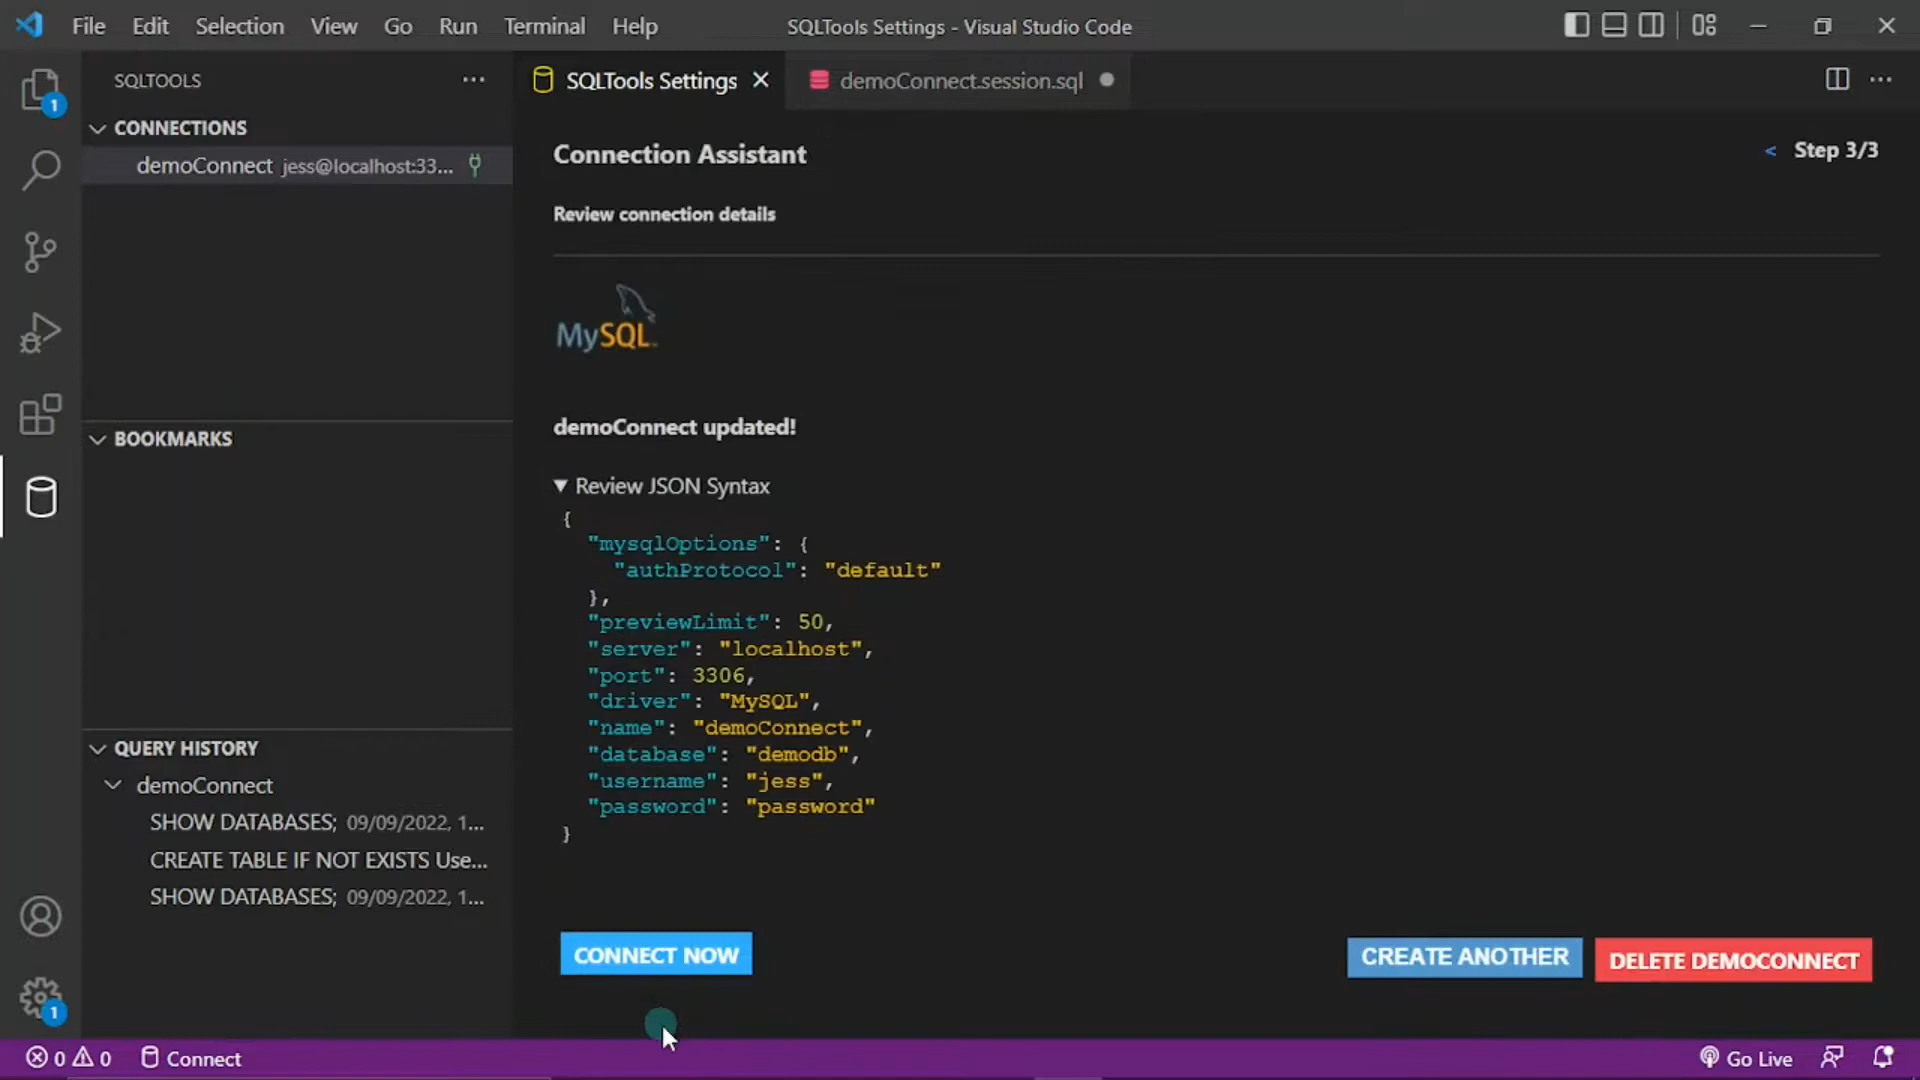 File Edit Selection View Go Run Terminal Help SQLTools Settings - Visual Studio Code
SQLTOOLS
SQLTools Settings
demoConnect.session.sql
1
CONNECTIONS
demoConnect jess@localhost:33...
Connection Assistant
< Step 3/3
Review connection details
MySQL
demoConnect updated!
Review JSON Syntax
{
"mysqlOptions": {
"authProtocol": "default"
},
"previewLimit": 50,
"server": "localhost",
"port": 3306,
"driver": "MySQL",
"name": "demoConnect",
"database": "demodb",
"username": "jess",
"password": "password"
}
BOOKMARKS
QUERY HISTORY
demoConnect
SHOW DATABASES; 09/09/2022, 1...
CREATE TABLE IF NOT EXISTS Use...
SHOW DATABASES; 09/09/2022, 1...
CONNECT NOW
CREATE ANOTHER
DELETE DEMOCONNECT
1
0 0 Connect
Go Live